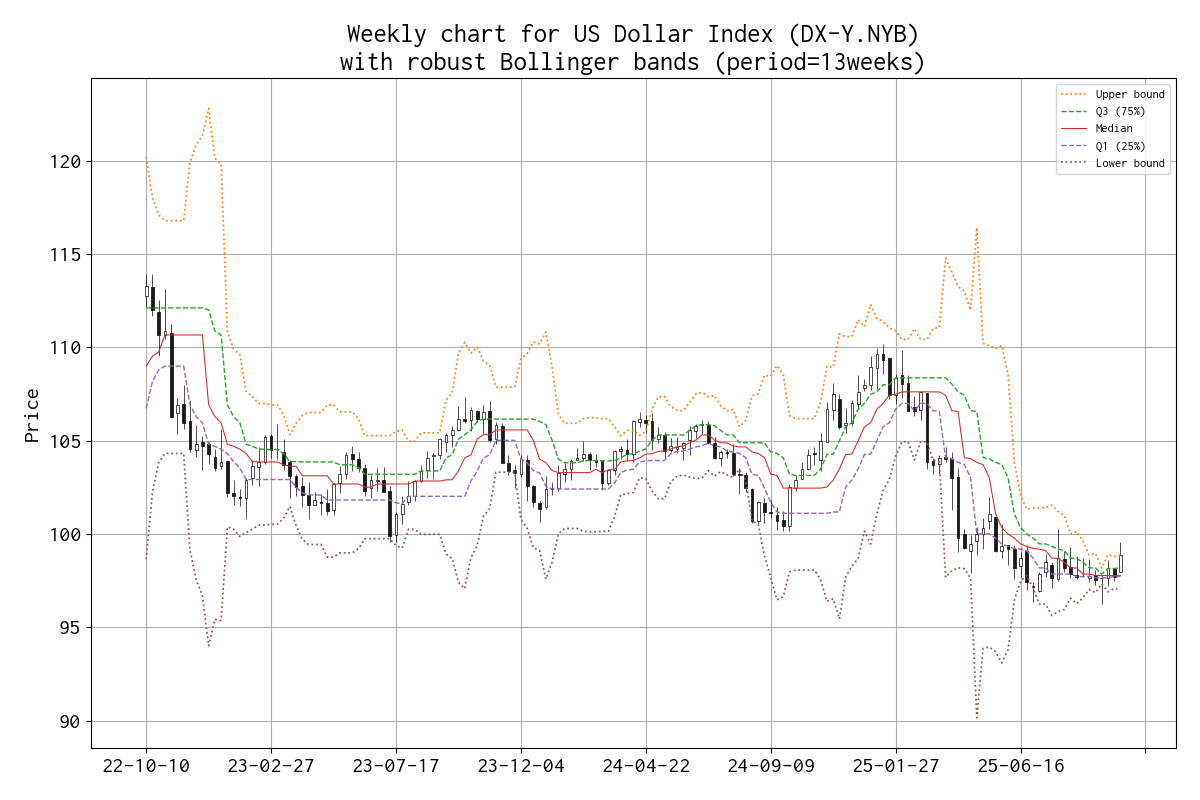 Weekly chart for US Dollar Index (DX-Y.NYB)
with robust Bollinger bands (period=13weeks)
Upper bound
Q3 (75%)
Median
Q1 (25%)
Lower bound
Price
120
115
110
105
100
95
90
22-10-10
23-02-27
23-07-17
23-12-04
24-04-22
24-09-09
25-01-27
25-06-16